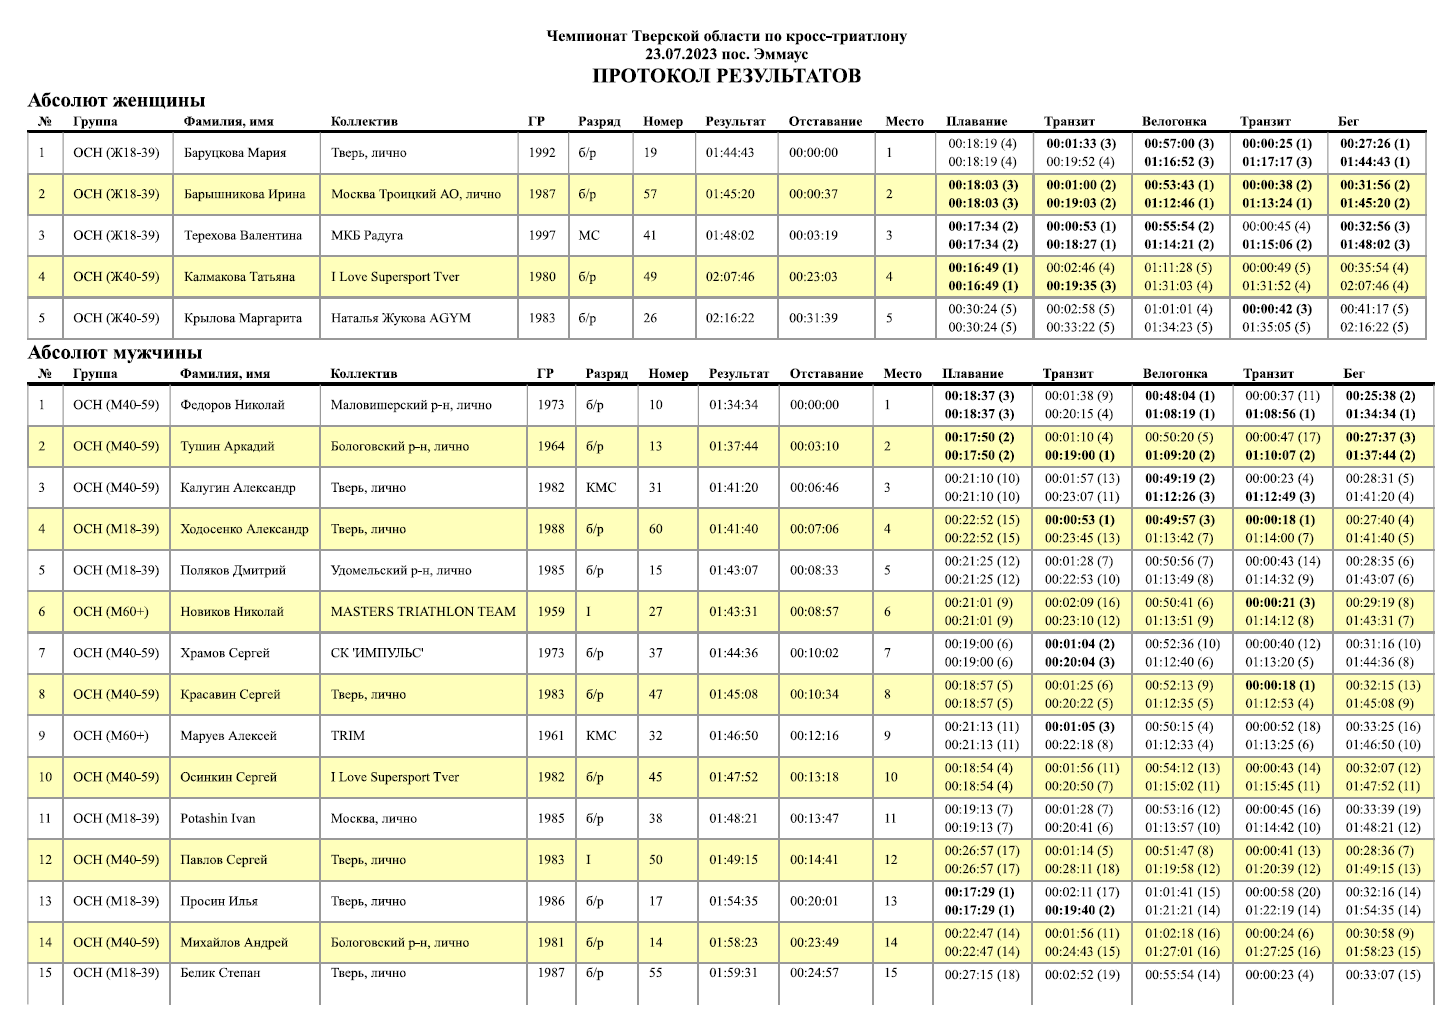 Чемпионат Тверской области по кросс-триатлону
23.07.2023 пос. Эммаус
ПРОТОКОЛ РЕЗУЛЬТАТОВ
Абсолют женщины
№ Группа Фамилия, имя Коллектив ГР Разряд Номер Результат Отставание Место Плавание Транзит Велогонка Транзит Бег
1 ОСН (Ж18-39) Баруцкова Мария Тверь, лично 1992 б/р 19 01:44:43 00:00:00 1 00:18:19 (4) 00:01:33 (3) 00:57:00 (3) 00:00:25 (1) 00:27:26 (1)
00:18:19 (4) 00:19:52 (4) 01:16:52 (3) 01:17:17 (3) 01:44:43 (1)
2 ОСН (Ж18-39) Барышникова Ирина Москва Троицкий АО, лично 1987 б/р 57 01:45:20 00:00:37 2 00:18:03 (3) 00:01:00 (2) 00:53:43 (1) 00:00:38 (2) 00:31:56 (2)
00:18:03 (3) 00:19:03 (2) 01:12:46 (1) 01:13:24 (1) 01:45:20 (2)
3 ОСН (Ж18-39) Терехова Валентина МКБ Радуга 1997 МС 41 01:48:02 00:03:19 3 00:17:34 (2) 00:00:53 (1) 00:55:54 (2) 00:00:45 (4) 00:32:56 (3)
00:17:34 (2) 00:18:27 (1) 01:14:21 (2) 01:15:06 (2) 01:48:02 (3)
4 ОСН (Ж40-59) Калмакова Татьяна I Love Supersport Tver 1980 б/р 49 02:07:46 00:23:03 4 00:16:49 (1) 00:02:46 (4) 01:11:28 (5) 00:00:49 (5) 00:35:54 (4)
00:16:49 (1) 00:19:35 (3) 01:31:03 (4) 01:31:52 (4) 02:07:46 (4)
5 ОСН (Ж40-59) Крылова Маргарита Наталья Жукова AGYM 1983 б/р 26 02:16:22 00:31:39 5 00:30:24 (5) 00:02:58 (5) 01:01:01 (4) 00:00:42 (3) 00:41:17 (5)
00:30:24 (5) 00:33:22 (5) 01:34:23 (5) 01:35:05 (5) 02:16:22 (5)
Абсолют мужчины
№ Группа Фамилия, имя Коллектив ГР Разряд Номер Результат Отставание Место Плавание Транзит Велогонка Транзит Бег
1 ОСН (М40-59) Федоров Николай Маловишерский р-н, лично 1973 б/р 10 01:34:34 00:00:00 1 00:18:37 (3) 00:01:38 (9) 00:48:04 (1) 00:00:37 (11) 00:25:38 (2)
00:18:37 (3) 00:20:15 (4) 01:08:19 (1) 01:08:56 (1) 01:34:34 (1)
2 ОСН (М40-59) Тушин Аркадий Бологовский р-н, лично 1964 б/р 13 01:37:44 00:03:10 2 00:17:50 (2) 00:01:10 (4) 00:50:20 (5) 00:00:47 (17) 00:27:37 (3)
00:17:50 (2) 00:19:00 (1) 01:09:20 (2) 01:10:07 (2) 01:37:44 (2)
3 ОСН (М40-59) Калугин Александр Тверь, лично 1982 КМС 31 01:41:20 00:06:46 3 00:21:10 (10) 00:01:57 (13) 00:49:19 (2) 00:00:23 (4) 00:28:31 (5)
00:21:10 (10) 00:23:07 (11) 01:12:26 (3) 01:12:49 (3) 01:41:20 (4)
4 ОСН (М18-39) Ходосенко Александр Тверь, лично 1988 б/р 60 01:41:40 00:07:06 4 00:22:52 (15) 00:00:53 (1) 00:49:57 (3) 00:00:18 (1) 00:27:40 (4)
00:22:52 (15) 00:23:45 (13) 01:13:42 (7) 01:14:00 (7) 01:41:40 (5)
5 ОСН (М18-39) Поляков Дмитрий Удомельский р-н, лично 1985 б/р 15 01:43:07 00:08:33 5 00:21:25 (12) 00:01:28 (7) 00:50:56 (7) 00:00:43 (14) 00:28:35 (6)
00:21:25 (12) 00:22:53 (10) 01:13:49 (8) 01:14:32 (9) 01:43:07 (6)
6 ОСН (М60+) Новиков Николай MASTERS TRIATHLON TEAM 1959 I 27 01:43:31 00:08:57 6 00:21:01 (9) 00:02:09 (16) 00:50:41 (6) 00:00:21 (3) 00:29:19 (8)
00:21:01 (9) 00:23:10 (12) 01:13:51 (9) 01:14:12 (8) 01:43:31 (7)
7 ОСН (М40-59) Храмов Сергей СК 'ИМПУЛЬС' 1973 б/р 37 01:44:36 00:10:02 7 00:19:00 (6) 00:01:04 (2) 00:52:36 (10) 00:00:40 (12) 00:31:16 (10)
00:19:00 (6) 00:20:04 (3) 01:12:40 (6) 01:13:20 (5) 01:44:36 (8)
8 ОСН (М40-59) Красавин Сергей Тверь, лично 1983 б/р 47 01:45:08 00:10:34 8 00:18:57 (5) 00:01:25 (6) 00:52:13 (9) 00:00:18 (1) 00:32:15 (13)
00:18:57 (5) 00:20:22 (5) 01:12:35 (5) 01:12:53 (4) 01:45:08 (9)
9 ОСН (М60+) Маруев Алексей TRIM 1961 КМС 32 01:46:50 00:12:16 9 00:21:13 (11) 00:01:05 (3) 00:50:15 (4) 00:00:52 (18) 00:33:25 (16)
00:21:13 (11) 00:22:18 (8) 01:12:33 (4) 01:13:25 (6) 01:46:50 (10)
10 ОСН (М40-59) Осинкин Сергей I Love Supersport Tver 1982 б/р 45 01:47:52 00:13:18 10 00:18:54 (4) 00:01:56 (11) 00:54:12 (13) 00:00:43 (14) 00:32:07 (12)
00:18:54 (4) 00:20:50 (7) 01:15:02 (11) 01:15:45 (11) 01:47:52 (11)
11 ОСН (М18-39) Potashin Ivan Москва, лично 1985 б/р 38 01:48:21 00:13:47 11 00:19:13 (7) 00:01:28 (7) 00:53:16 (12) 00:00:45 (16) 00:33:39 (19)
00:19:13 (7) 00:20:41 (6) 01:13:57 (10) 01:14:42 (10) 01:48:21 (12)
12 ОСН (М40-59) Павлов Сергей Тверь, лично 1983 I 50 01:49:15 00:14:41 12 00:26:57 (17) 00:01:14 (5) 00:51:47 (8) 00:00:41 (13) 00:28:36 (7)
00:26:57 (17) 00:28:11 (18) 01:19:58 (12) 01:20:39 (12) 01:49:15 (13)
13 ОСН (М18-39) Просин Илья Тверь, лично 1986 б/р 17 01:54:35 00:20:01 13 00:17:29 (1) 00:02:11 (17) 01:01:41 (15) 00:00:58 (20) 00:32:16 (14)
00:17:29 (1) 00:19:40 (2) 01:21:21 (14) 01:22:19 (14) 01:54:35 (14)
14 ОСН (М40-59) Михайлов Андрей Бологовский р-н, лично 1981 б/р 14 01:58:23 00:23:49 14 00:22:47 (14) 00:01:56 (11) 01:02:18 (16) 00:00:24 (6) 00:30:58 (9)
00:22:47 (14) 00:24:43 (15) 01:27:01 (16) 01:27:25 (16) 01:58:23 (15)
15 ОСН (М18-39) Белик Степан Тверь, лично 1987 б/р 55 01:59:31 00:24:57 15 00:27:15 (18) 00:02:52 (19) 00:55:54 (14) 00:00:23 (4) 00:33:07 (15)